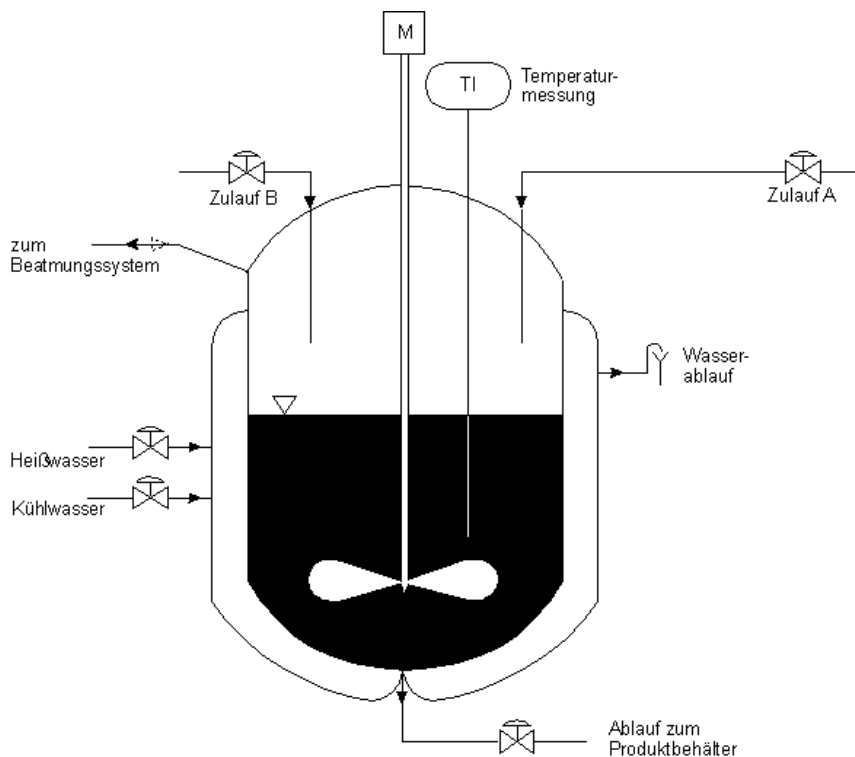 M
TI
Temperatur-
messung
Zulauf B
Zulauf A
zum
Beatmungssystem
Wasser-
ablauf
Heißwasser
Kühlwasser
Ablauf zum
Produktbehälter